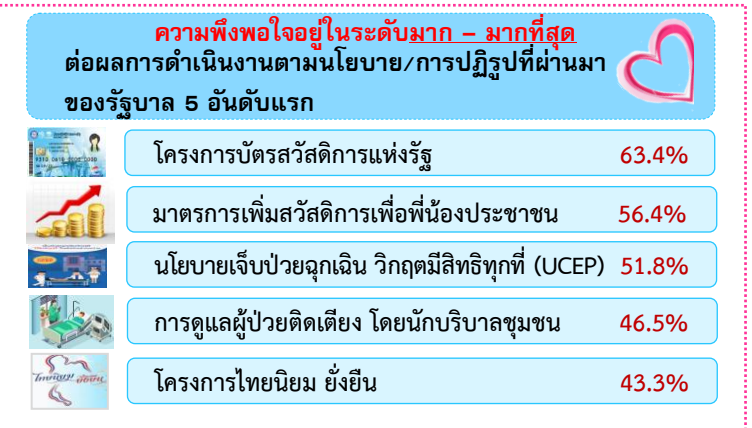 ความพึงพอใจอยู่ในระดับมาก – มากที่สุด
ต่อผลการดำเนินงานตามนโยบาย/การปฏิรูปที่ผ่านมา
ของรัฐบาล 5 อันดับแรก
โครงการบัตรสวัสดิการแห่งรัฐ 63.4%
มาตรการเพิ่มสวัสดิการเพื่อพี่น้องประชาชน 56.4%
นโยบายเจ็บป่วยฉุกเฉิน วิกฤตมีสิทธิทุกที่ (UCEP) 51.8%
การดูแลผู้ป่วยติดเตียง โดยนักบริบาลชุมชน 46.5%
ไทยนิยม ยั่งยืน
โครงการไทยนิยม ยั่งยืน 43.3%